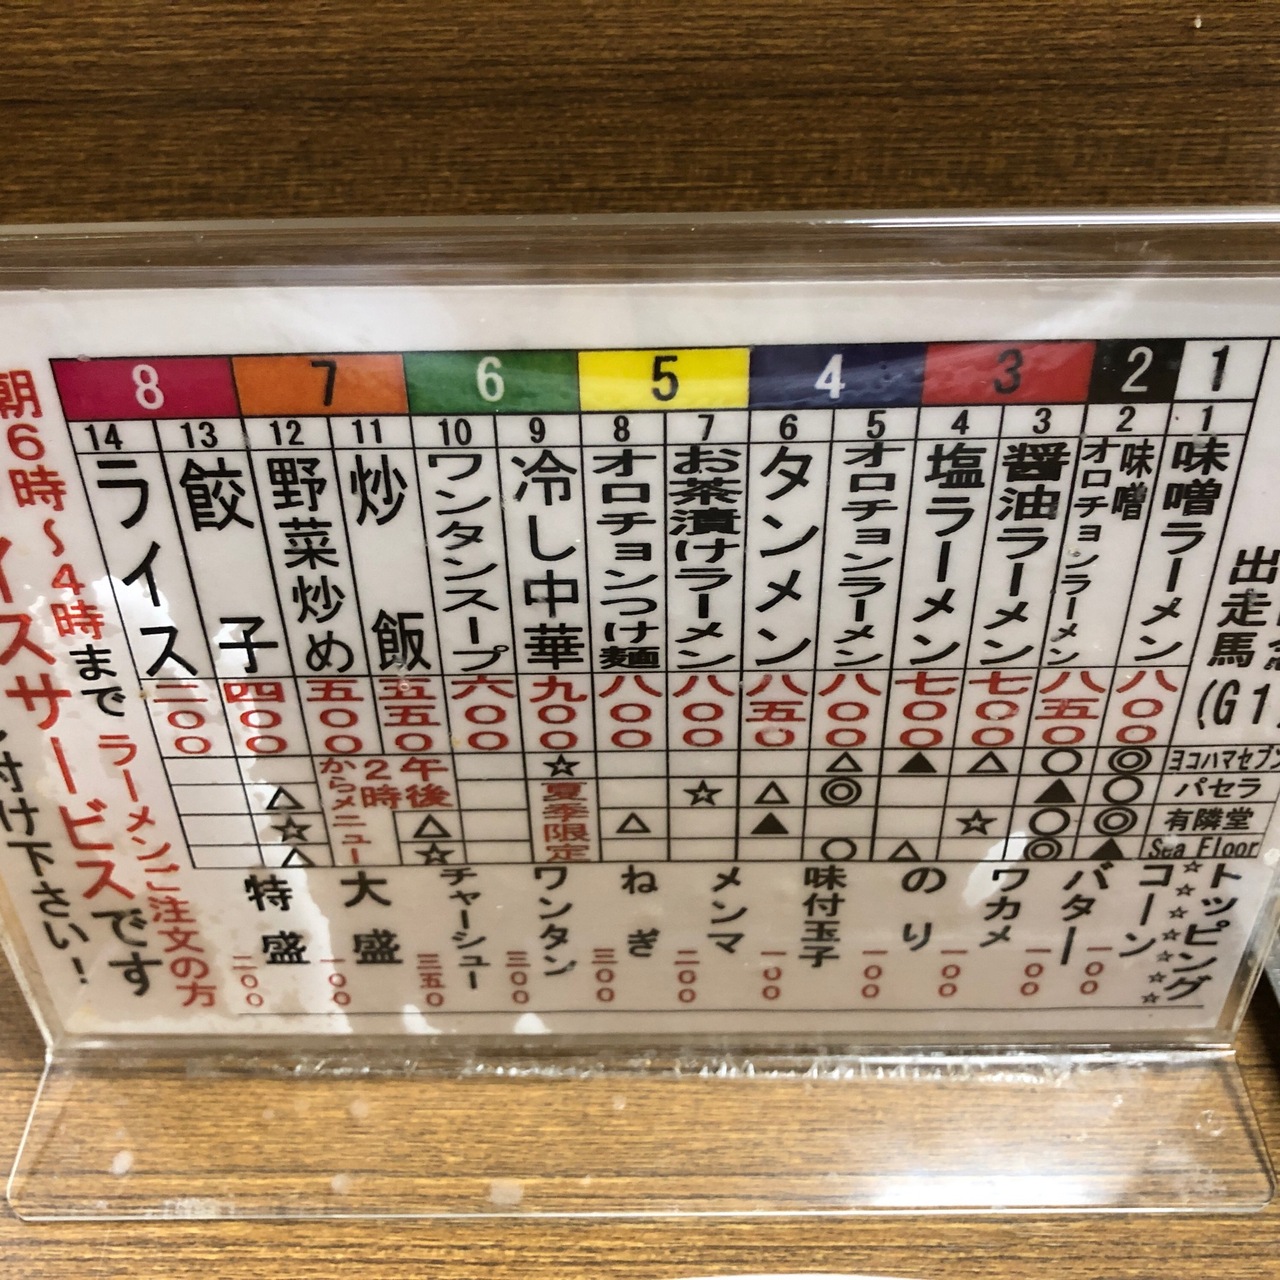 出走馬(G1
1 2 3 4 5 6 7 8
1 味噌ラーメン 八〇〇
2 味噌オロチョンラーメン 八五〇
3 醤油ラーメン 七〇〇
4 塩ラーメン 七〇〇
5 オロチョンラーメン 八〇〇
6 タンメン 八五〇
7 お茶漬けラーメン 八〇〇
8 オロチョンつけ麺 八〇〇
9 冷し中華 九〇〇
夏季限定
10 ワンタンスープ 六〇〇
11 炒飯 五五〇
12 野菜炒め 五〇〇
午後
2時
からメニュー
13 餃子 四〇〇
14 ライス 二〇〇
ヨコハマセブン ◎ ○ △ ▲ △ ☆
パセラ ○ ▲ ◎ △ ☆ △
有隣堂 ◎ ○ ☆ ▲ △ △ ☆
Sea Floor ▲ ◎ △ ○ ☆ △
トッピング
☆☆☆☆☆☆
コーン 一〇〇
バター 一〇〇
ワカメ 一〇〇
のり 一〇〇
味付玉子 一〇〇
メンマ 二〇〇
ねぎ 三〇〇
ワンタン 三〇〇
チャーシュー 三五〇
大盛 一〇〇
特盛 二〇〇
朝6時〜4時まで ラーメンご注文の方
イスサービスです
付け下さい!